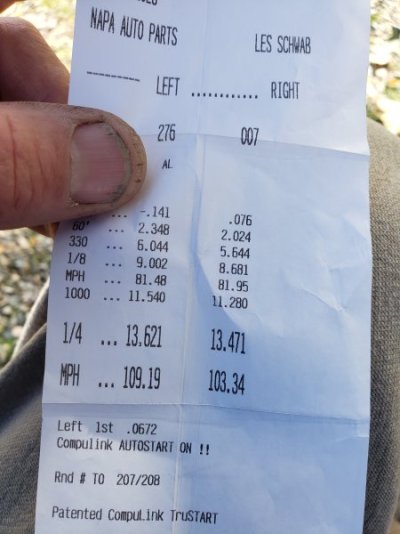 NAPA AUTO PARTS LES SCHWAB
LEFT ............ RIGHT
276 007
AL
... -.141 .076
60' ... 2.348 2.024
330 ... 6.044 5.644
1/8 ... 9.002 8.681
MPH ... 81.48 81.95
1000 ... 11.540 11.280
1/4 ... 13.621 13.471
MPH ... 109.19 103.34
Left 1st .0672
Compulink AUTOSTART ON !!
Rnd # TO 207/208
Patented CompuLink TruSTART